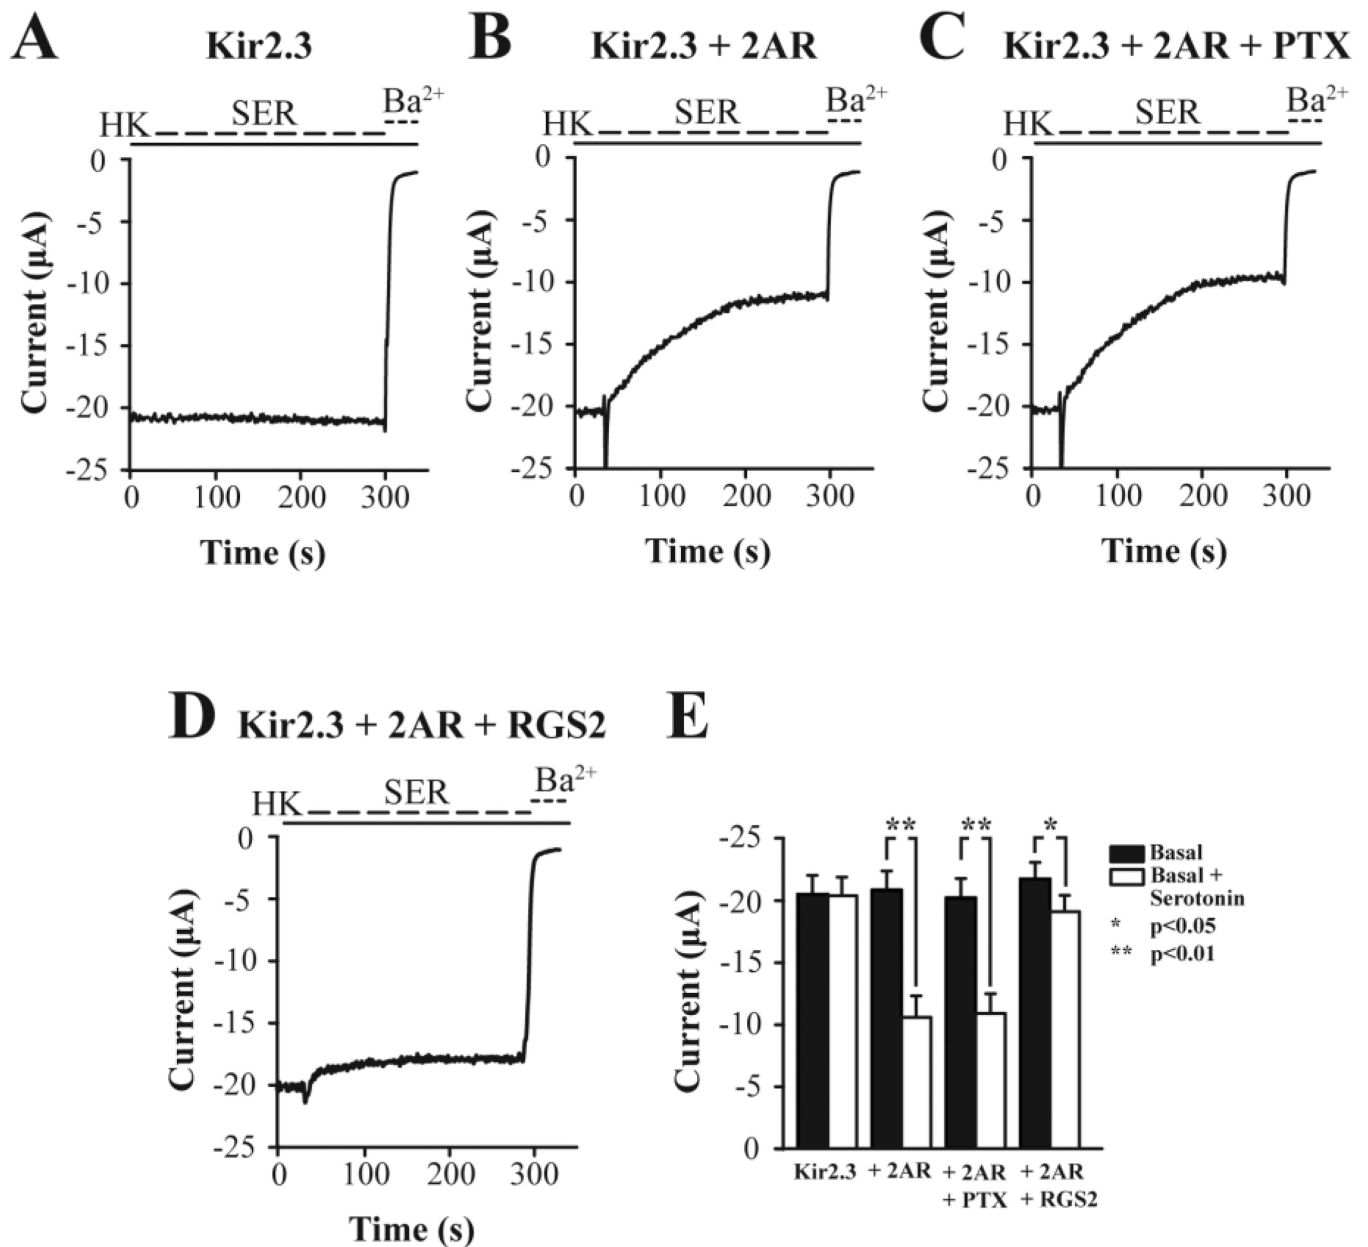 A Kir2.3
HK SER Ba²⁺
0
-5
-10
-15
-20
-25
Current (µA)
0 100 200 300
Time (s)
B Kir2.3 + 2AR
HK SER Ba²⁺
0
-5
-10
-15
-20
-25
Current (µA)
0 100 200 300
Time (s)
C Kir2.3 + 2AR + PTX
HK SER Ba²⁺
0
-5
-10
-15
-20
-25
Current (µA)
0 100 200 300
Time (s)
D Kir2.3 + 2AR + RGS2
HK SER Ba²⁺
0
-5
-10
-15
-20
-25
Current (µA)
0 100 200 300
Time (s)
E
** ** *
-25
-20
-15
-10
-5
0
Current (µA)
Kir2.3 + 2AR + 2AR + 2AR
+ PTX + RGS2
Basal
Basal +
Serotonin
* p<0.05
** p<0.01